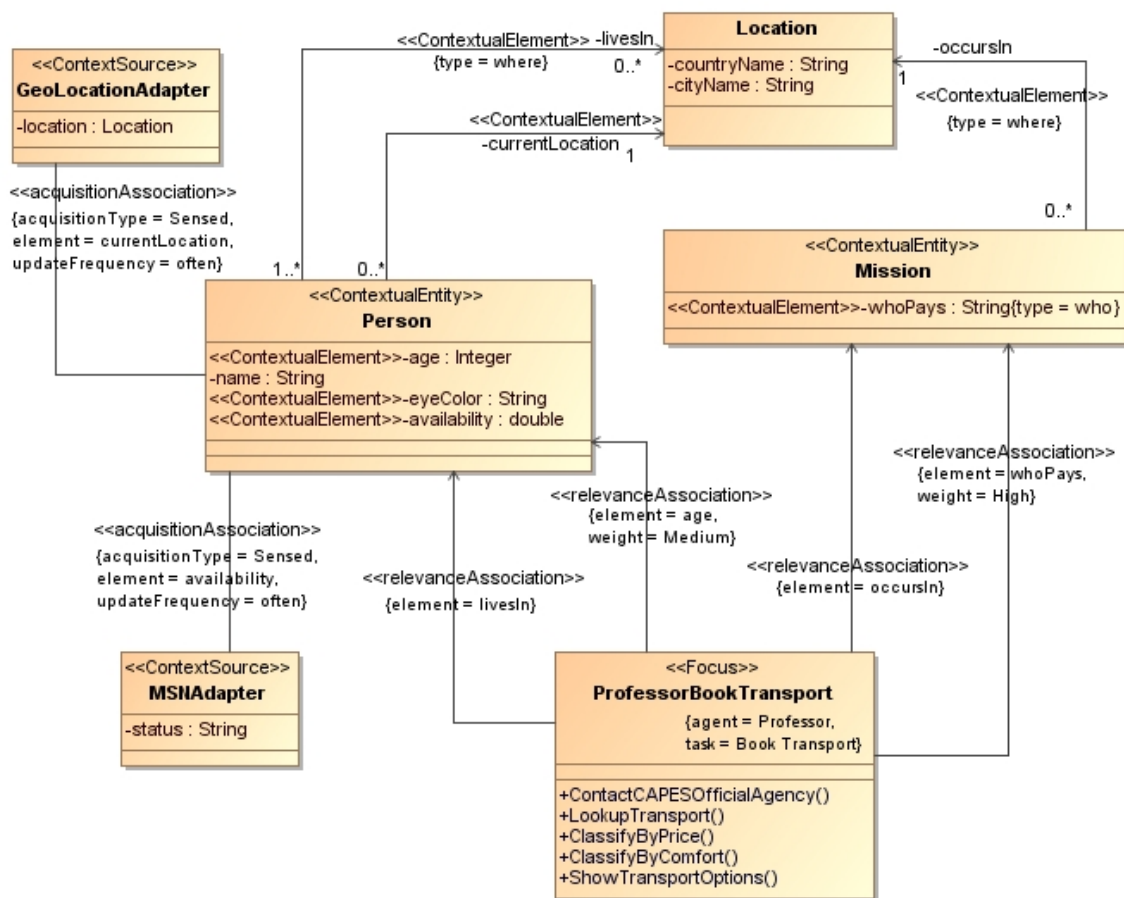 <<ContextSource>>
GeoLocationAdapter
-location : Location
<<ContextualElement>>
{type = where}
-livesIn
0..*
Location
-countryName : String
-cityName : String
-occursIn
1
<<ContextualElement>>
{type = where}
<<ContextualElement>>
-currentLocation
1
<<acquisitionAssociation>>
{acquisitionType = Sensed,
element = currentLocation,
updateFrequency = often}
1..*
0..*
0..*
<<ContextualEntity>>
Person
<<ContextualElement>>-age : Integer
-name : String
<<ContextualElement>>-eyeColor : String
<<ContextualElement>>-availability : double
<<ContextualEntity>>
Mission
<<ContextualElement>>-whoPays : String{type = who}
<<acquisitionAssociation>>
{acquisitionType = Sensed,
element = availability,
updateFrequency = often}
<<relevanceAssociation>>
{element = livesIn}
<<relevanceAssociation>>
{element = age,
weight = Medium}
<<relevanceAssociation>>
{element = occursIn}
<<relevanceAssociation>>
{element = whoPays,
weight = High}
<<ContextSource>>
MSNAdapter
-status : String
<<Focus>>
ProfessorBookTransport
{agent = Professor,
task = Book Transport}
+ContactCAPESOfficialAgency()
+LookupTransport()
+ClassifyByPrice()
+ClassifyByComfort()
+ShowTransportOptions()